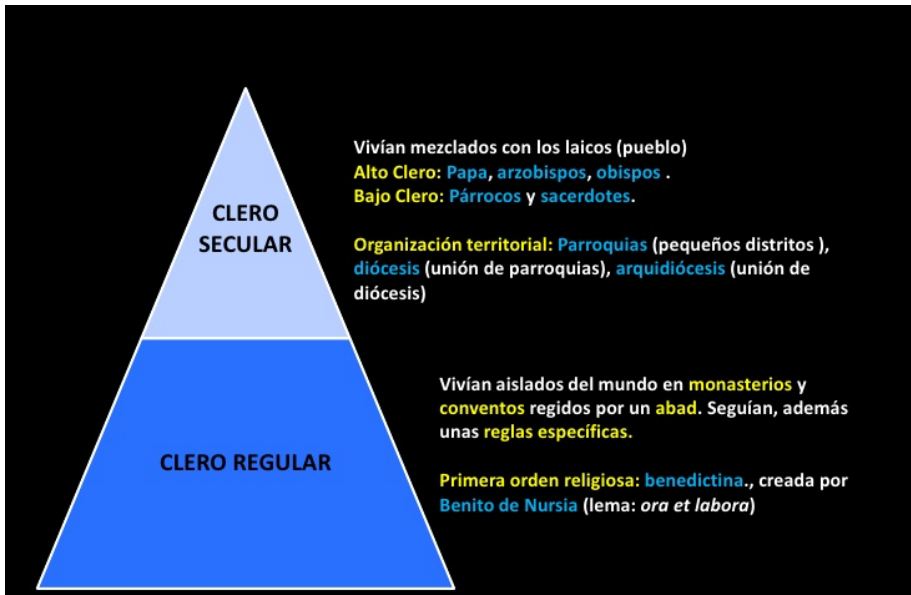 Vivían mezclados con los laicos (pueblo)
Alto Clero: Papa, arzobispos, obispos .
Bajo Clero: Párrocos y sacerdotes.
CLERO
SECULAR
Organización territorial: Parroquias (pequeños distritos ),
diócesis (unión de parroquias), arquidiócesis (unión de
diócesis)
Vivían aislados del mundo en monasterios y
conventos regidos por un abad. Seguían, además
unas reglas específicas.
CLERO REGULAR
Primera orden religiosa: benedictina., creada por
Benito de Nursia (lema: ora et labora)